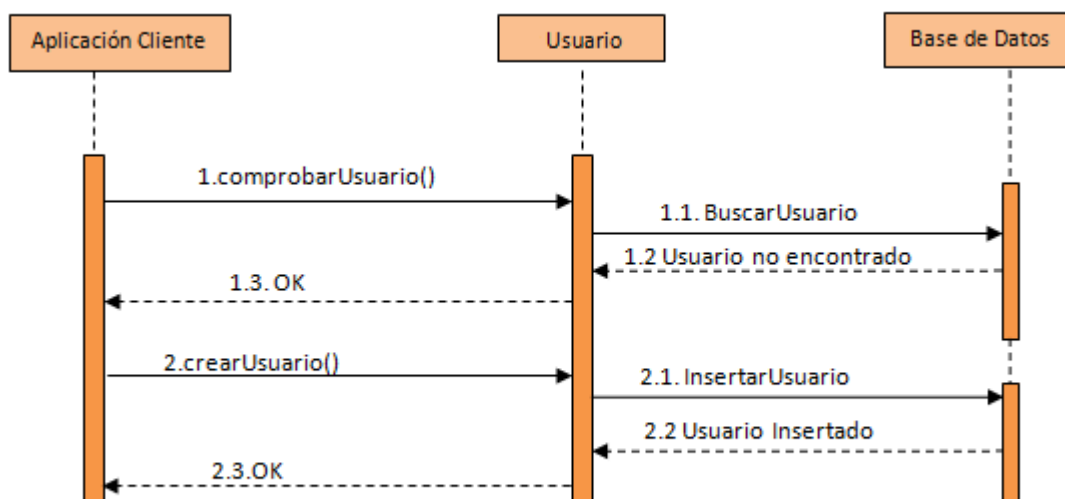 Aplicación Cliente
Usuario
Base de Datos
1.comprobarUsuario()
1.1. BuscarUsuario
1.2 Usuario no encontrado
1.3. OK
2.crearUsuario()
2.1. InsertarUsuario
2.2 Usuario Insertado
2.3.OK